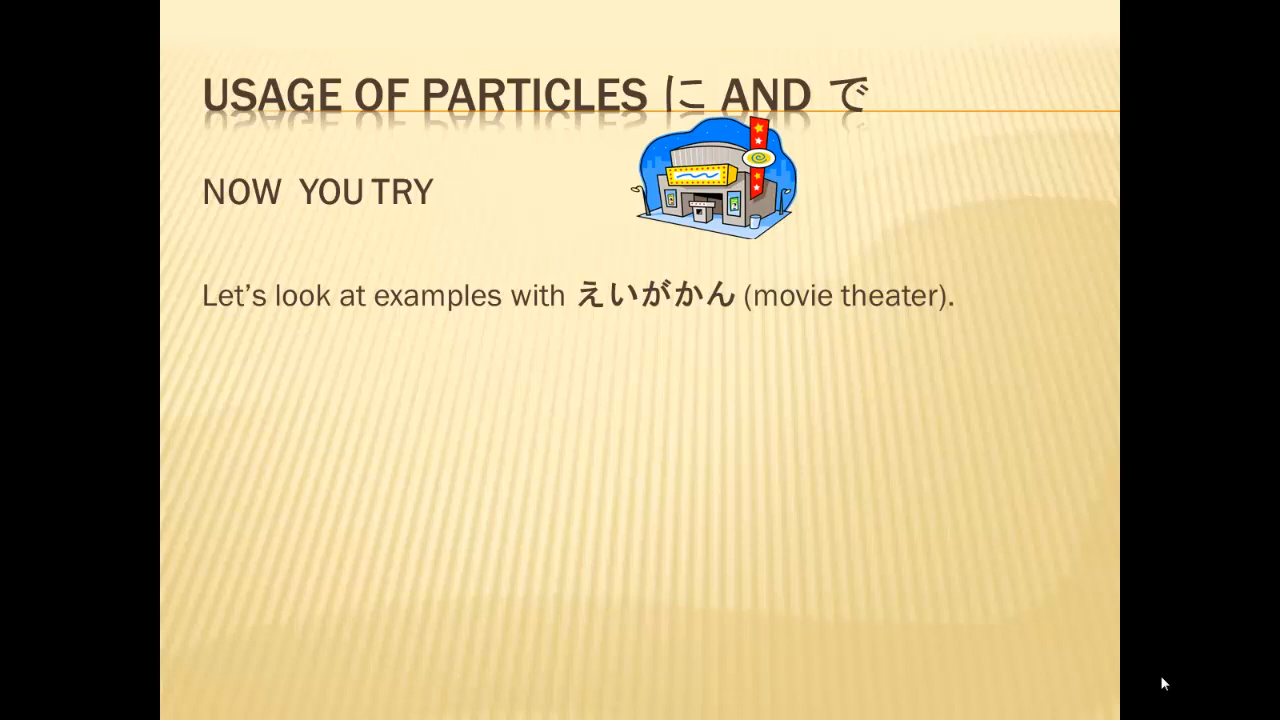 USAGE OF PARTICLES に AND で
NOW YOU TRY
Let's look at examples with えいがかん (movie theater).